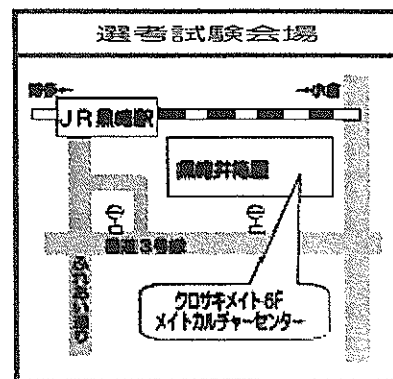 選考試験会場
博多←
→小倉
JR黒崎駅
黒崎井筒屋
国道3号線
クロサキメイト6F
メイトカルチャーセンター